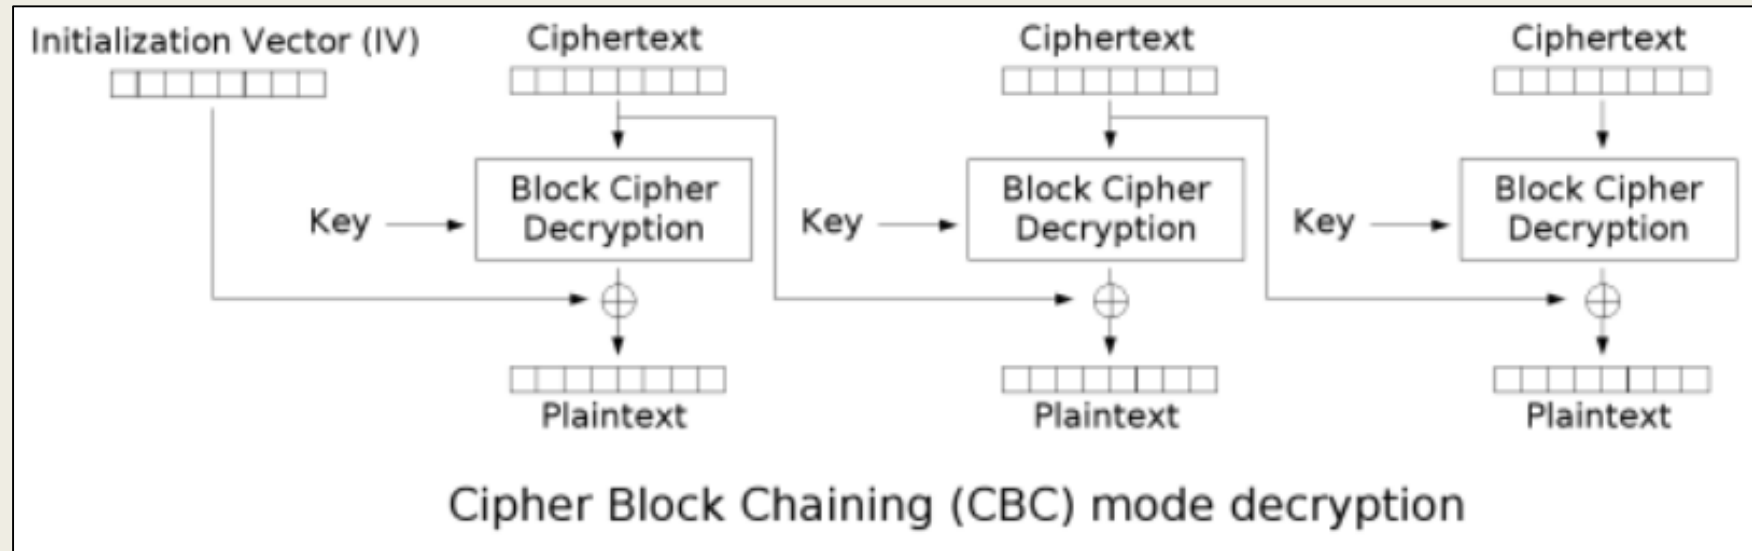 Initialization Vector (IV)
Ciphertext
Ciphertext
Ciphertext
Key
Block Cipher
Decryption
Key
Block Cipher
Decryption
Key
Block Cipher
Decryption
Plaintext
Plaintext
Plaintext
Cipher Block Chaining (CBC) mode decryption